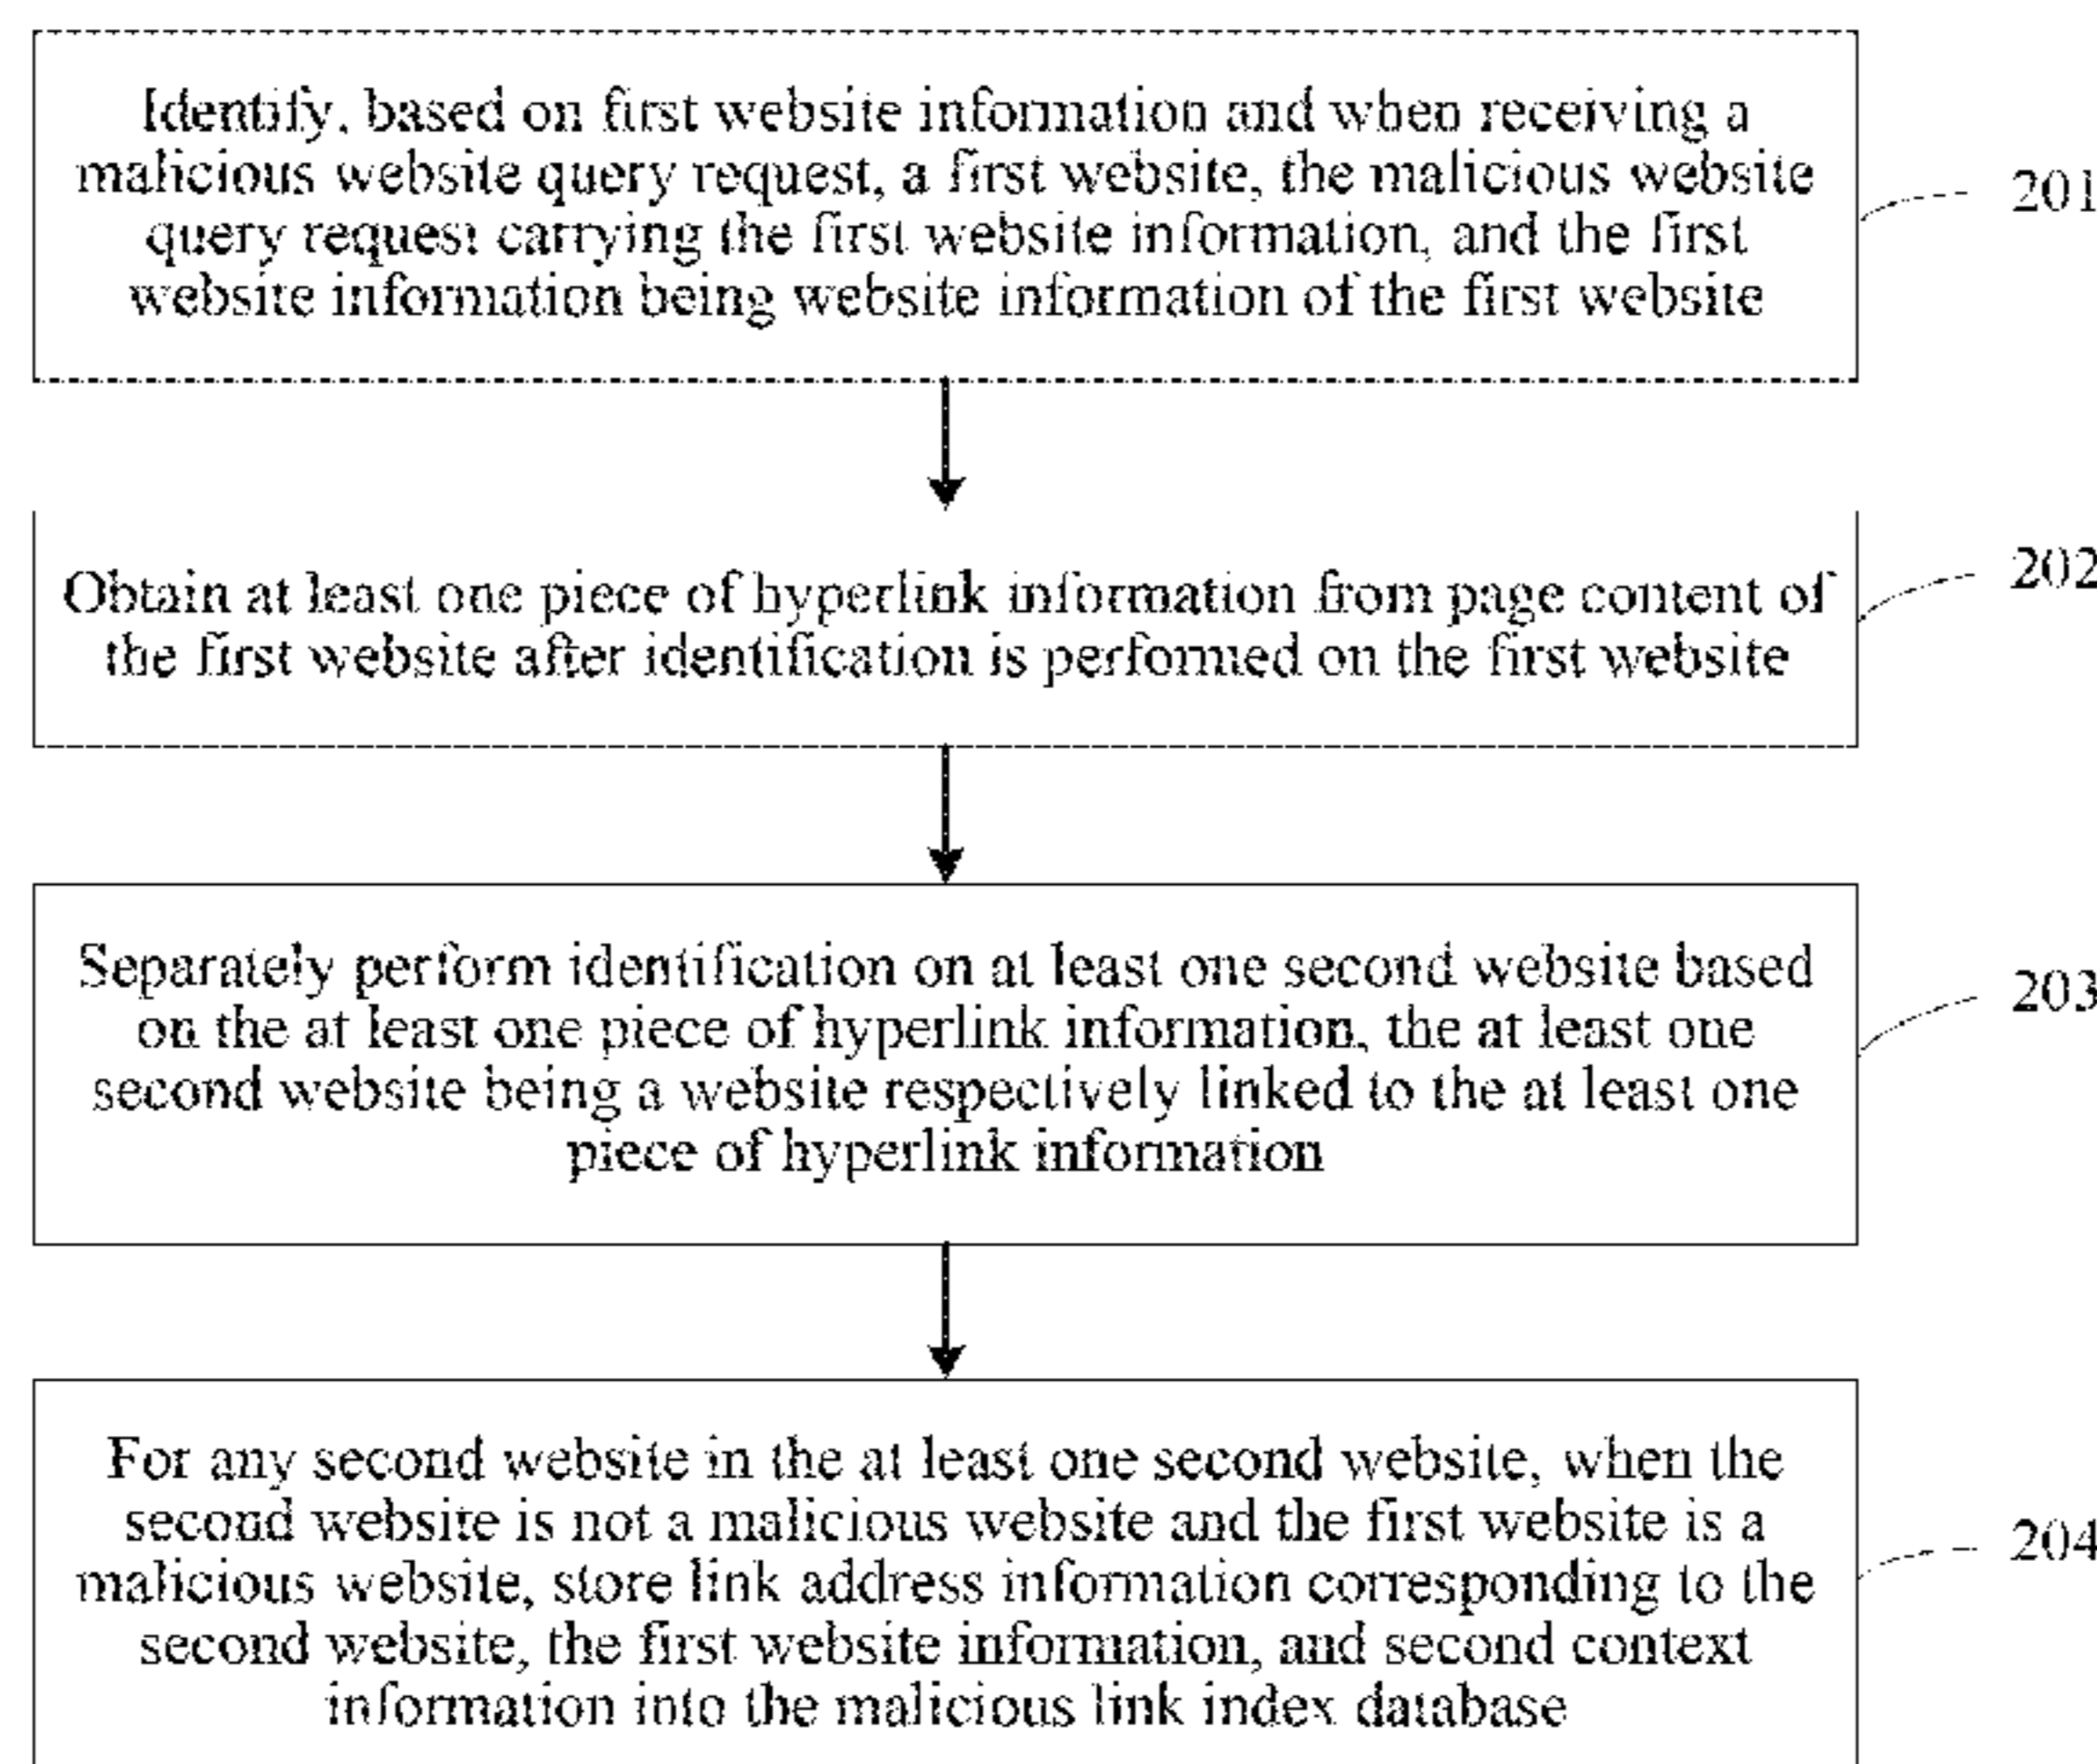 Identify, based on first website information and when receiving a
malicious website query request, a first website, the malicious website
query request carrying the first website information, and the first
website information being website information of the first website
201
Obtain at least one piece of hyperlink information from page content of
the first website after identification is performed on the first website
202
Separately perform identification on at least one second website based
on the at least one piece of hyperlink information, the at least one
second website being a website respectively linked to the at least one
piece of hyperlink information
203
For any second website in the at least one second website, when the
second website is not a malicious website and the first website is a
malicious website, store link address information corresponding to the
second website, the first website information, and second context
information into the malicious link index database
204